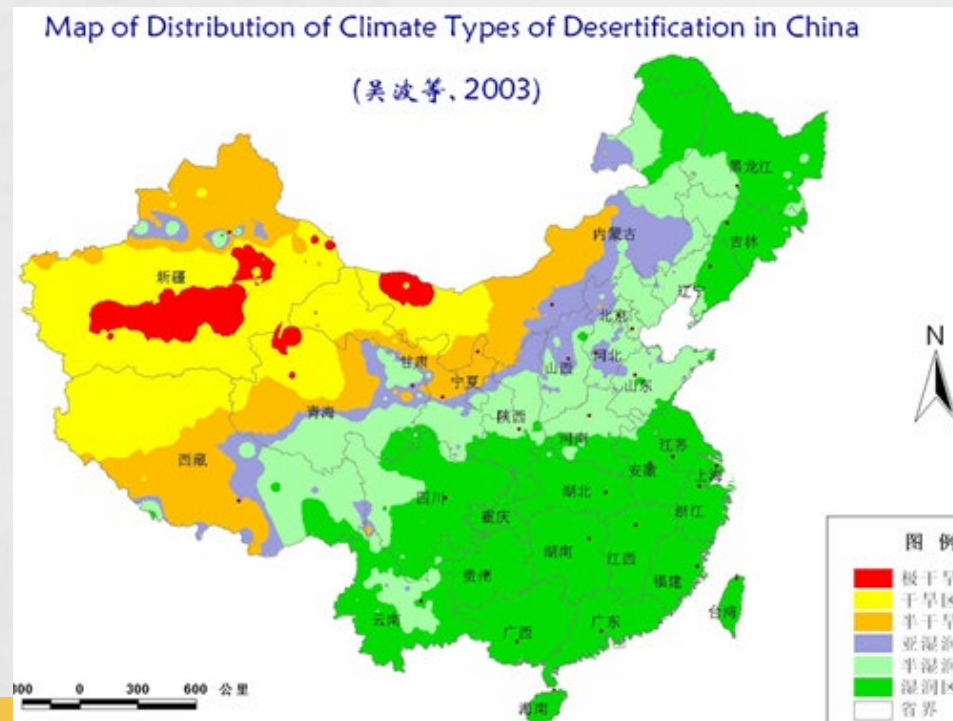 Map of Distribution of Climate Types of Desertification in China
(吴波等, 2003)
黑龙江
内蒙古
吉林
新疆
辽宁
北京
甘肃
河北
山西
宁夏
山东
青海
陕西
河南
江苏
西藏
安徽
上海
四川
湖北
重庆
浙江
湖南
江西
贵州
福建
云南
台湾
广东
广西
海南
N
图 例
极干旱
干旱区
半干旱
亚湿润
半湿润
湿润区
省界
300 0 300 600 公里